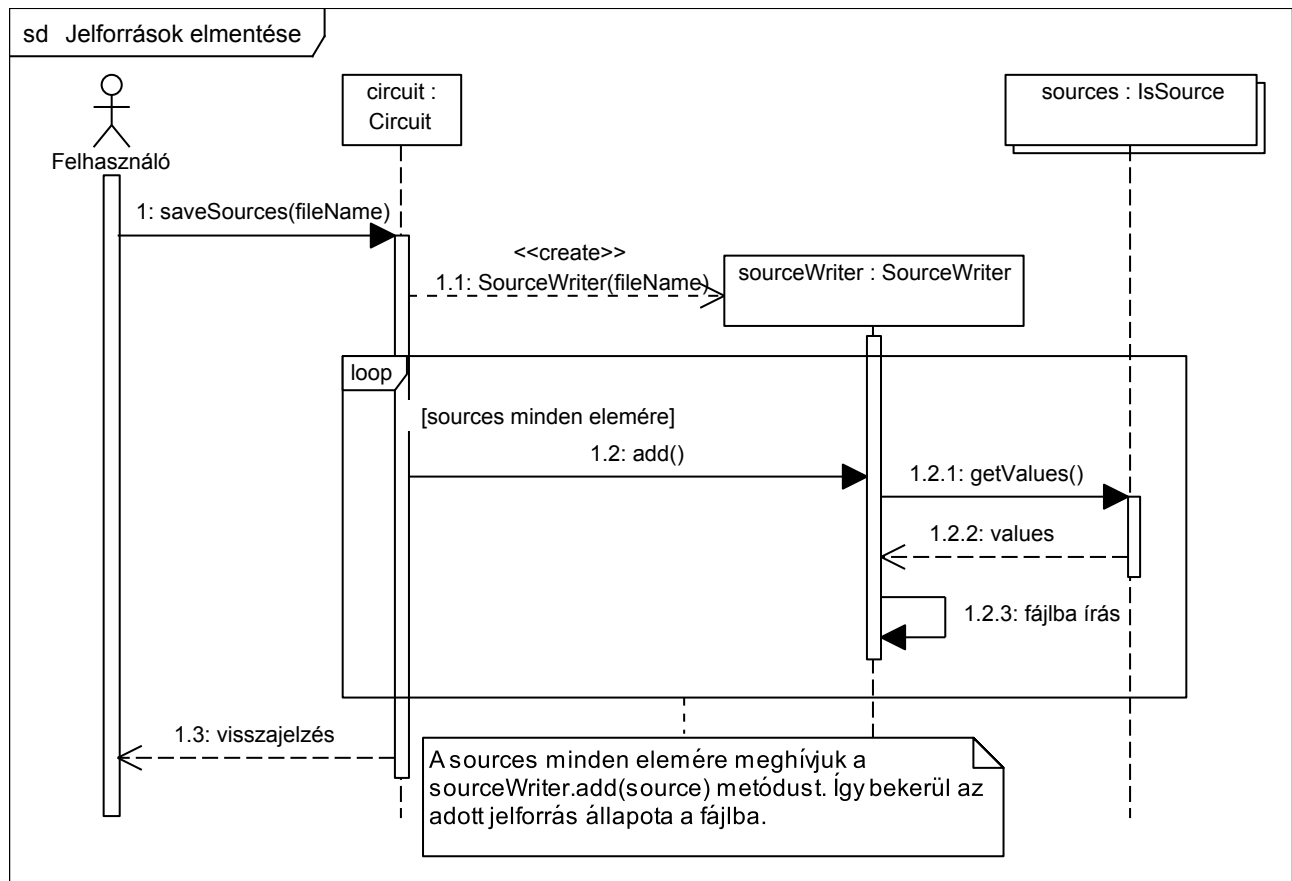 sd Jelforrások elmentése
circuit :
Circuit
sources : IsSource
Felhasználó
1: saveSources(fileName)
<<create>>
1.1: SourceWriter(fileName)
sourceWriter : SourceWriter
loop
[sources minden elemére]
1.2: add()
1.2.1: getValues()
1.2.2: values
1.2.3: fájlba írás
1.3: visszajelzés
A sources minden elemére meghívjuk a
sourceWriter.add(source) metódust. Így bekerül az
adott jelforrás állapota a fájlba.